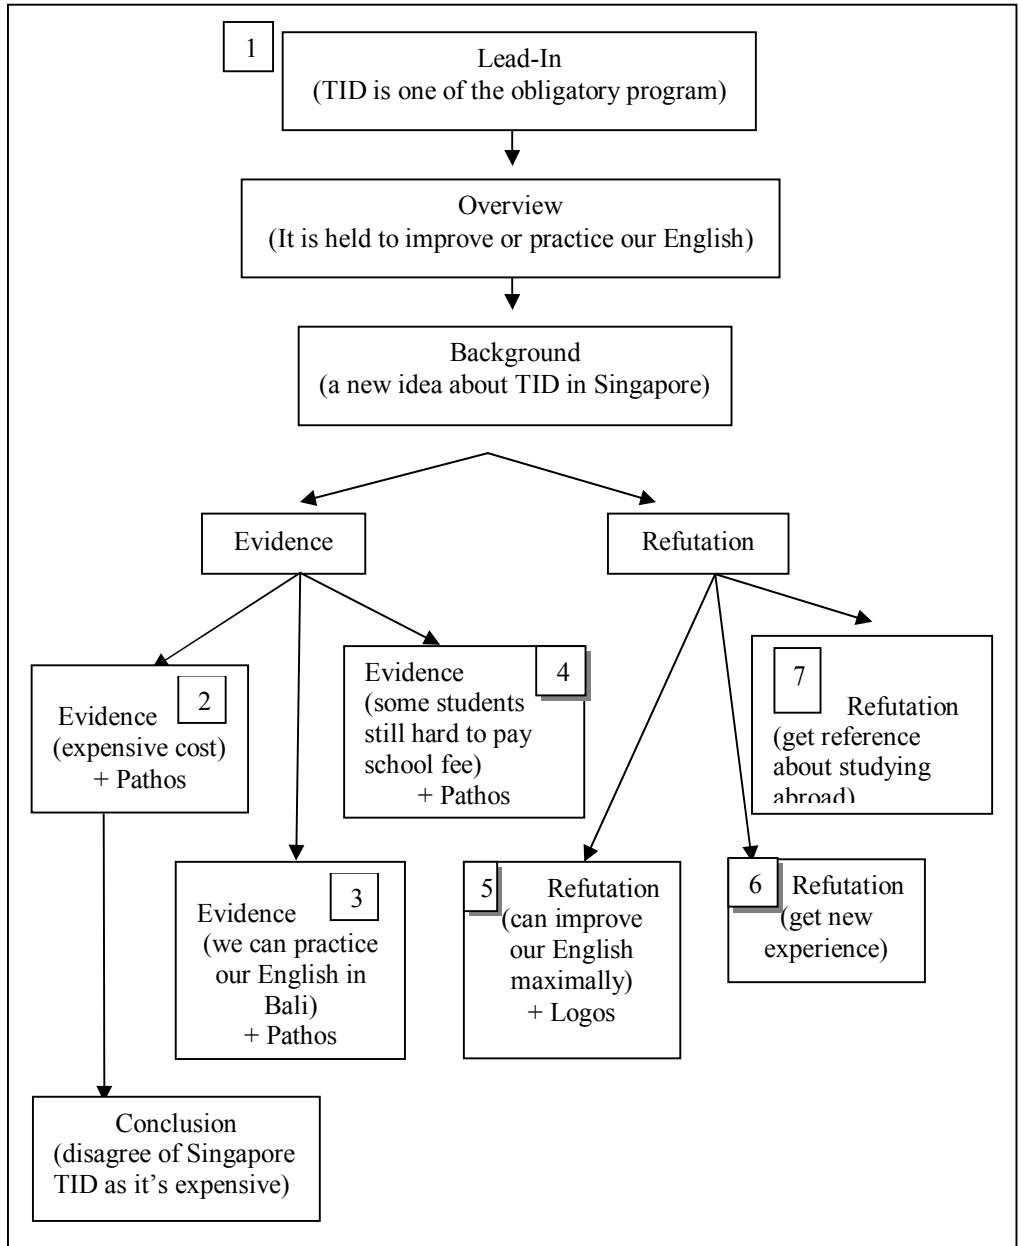 1
Lead-In
(TID is one of the obligatory program)
Overview
(It is held to improve or practice our English)
Background
(a new idea about TID in Singapore)
Evidence
Refutation
2
Evidence
(expensive cost)
+ Pathos
4
Evidence
(some students
still hard to pay
school fee)
+ Pathos
7
Refutation
(get reference
about studying
abroad)
3
Evidence
(we can practice
our English in
Bali)
+ Pathos
5
Refutation
(can improve
our English
maximally)
+ Logos
6
Refutation
(get new
experience)
Conclusion
(disagree of Singapore
TID as it's expensive)